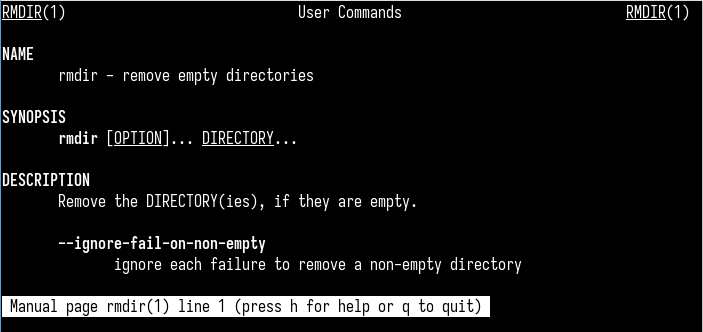 RMDIR(1) User Commands RMDIR(1)
NAME
rmdir - remove empty directories
SYNOPSIS
rmdir [OPTION]... DIRECTORY...
DESCRIPTION
Remove the DIRECTORY(ies), if they are empty.
--ignore-fail-on-non-empty
ignore each failure to remove a non-empty directory
Manual page rmdir(1) line 1 (press h for help or q to quit)